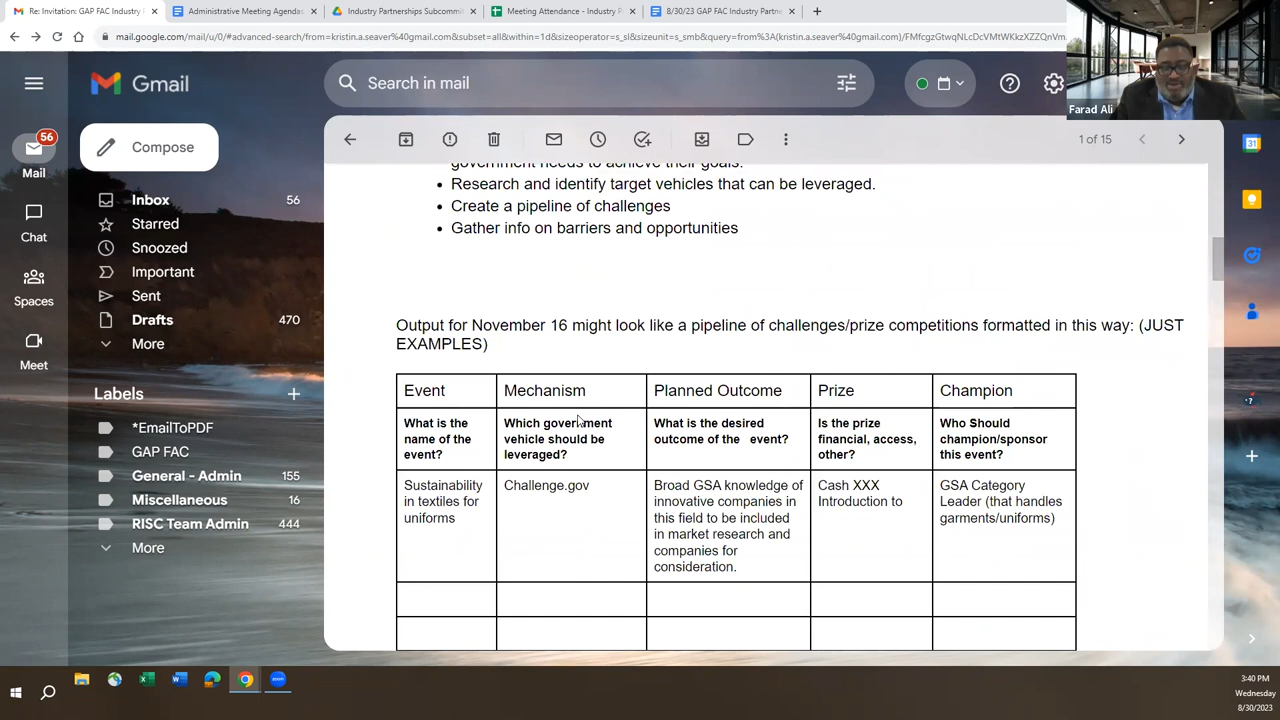 Re: Invitation: GAP FAC Industry F
Administrative Meeting Agendas
Industry Partnerships Subcommit
Meeting Attendance - Industry P
8/30/23 GAP FAC Industry Partne
mail.google.com/mail/u/0/#advanced-search/from=kristin.a.seaver%40gmail.com&subset=all&within=1d&sizeoperator=s_sl&sizeunit=s_smb&query=from%3A(kristin.a.seaver%40gmail.com)/
Farad Ali
Gmail
Search in mail
56
Mail
Compose
1 of 15
31
government needs to achieve their goals.
Research and identify target vehicles that can be leveraged.
Create a pipeline of challenges
Gather info on barriers and opportunities
Inbox 56
Starred
Snoozed
Important
Sent
Drafts 470
More
Chat
Spaces
Meet
Labels
*EmailToPDF
GAP FAC
General - Admin 155
Miscellaneous 16
RISC Team Admin 444
More
Output for November 16 might look like a pipeline of challenges/prize competitions formatted in this way: (JUST
EXAMPLES)
Event Mechanism Planned Outcome Prize Champion
What is the
name of the
event?
Which government
vehicle should be
leveraged?
What is the desired
outcome of the event?
Is the prize
financial, access,
other?
Who Should
champion/sponsor
this event?
Sustainability
in textiles for
uniforms
Challenge.gov
Broad GSA knowledge of
innovative companies in
this field to be included
in market research and
companies for
consideration.
Cash XXX
Introduction to
GSA Category
Leader (that handles
garments/uniforms)
3:40 PM
Wednesday
8/30/2023